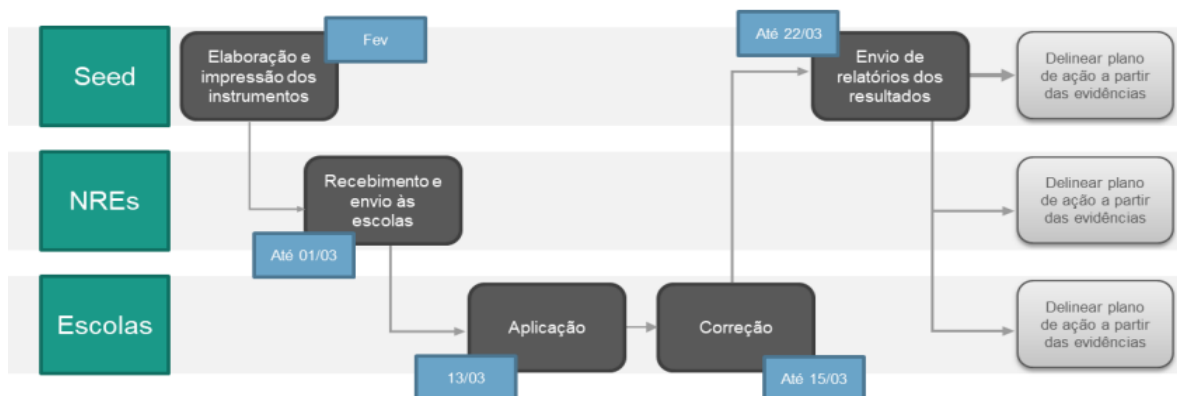 Seed
Elaboração e
impressão dos
instrumentos
Fev
Até 22/03
Envio de
relatórios dos
resultados
Delinear plano
de ação a partir
das evidências
NREs
Recebimento e
envio às
escolas
Até 01/03
Delinear plano
de ação a partir
das evidências
Escolas
Aplicação
13/03
Correção
Até 15/03
Delinear plano
de ação a partir
das evidências